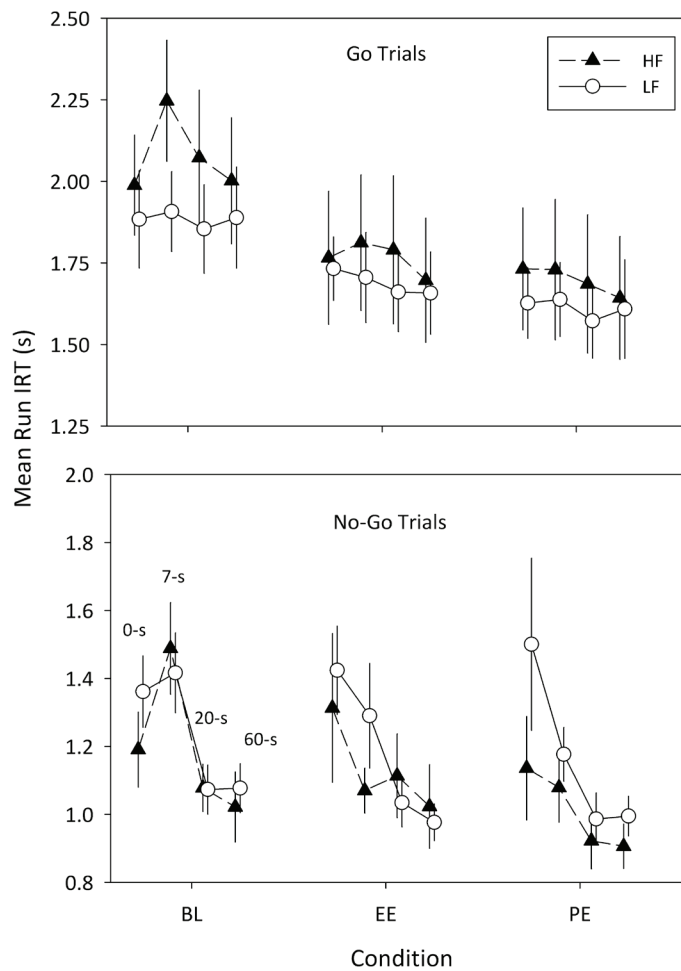 2.50
Go Trials
HF
LF
2.25
2.00
1.75
1.50
1.25
Mean Run IRT (s)
2.0
No-Go Trials
1.8
1.6
7-s
0-s
1.4
20-s
60-s
1.2
1.0
0.8
BL
EE
PE
Condition